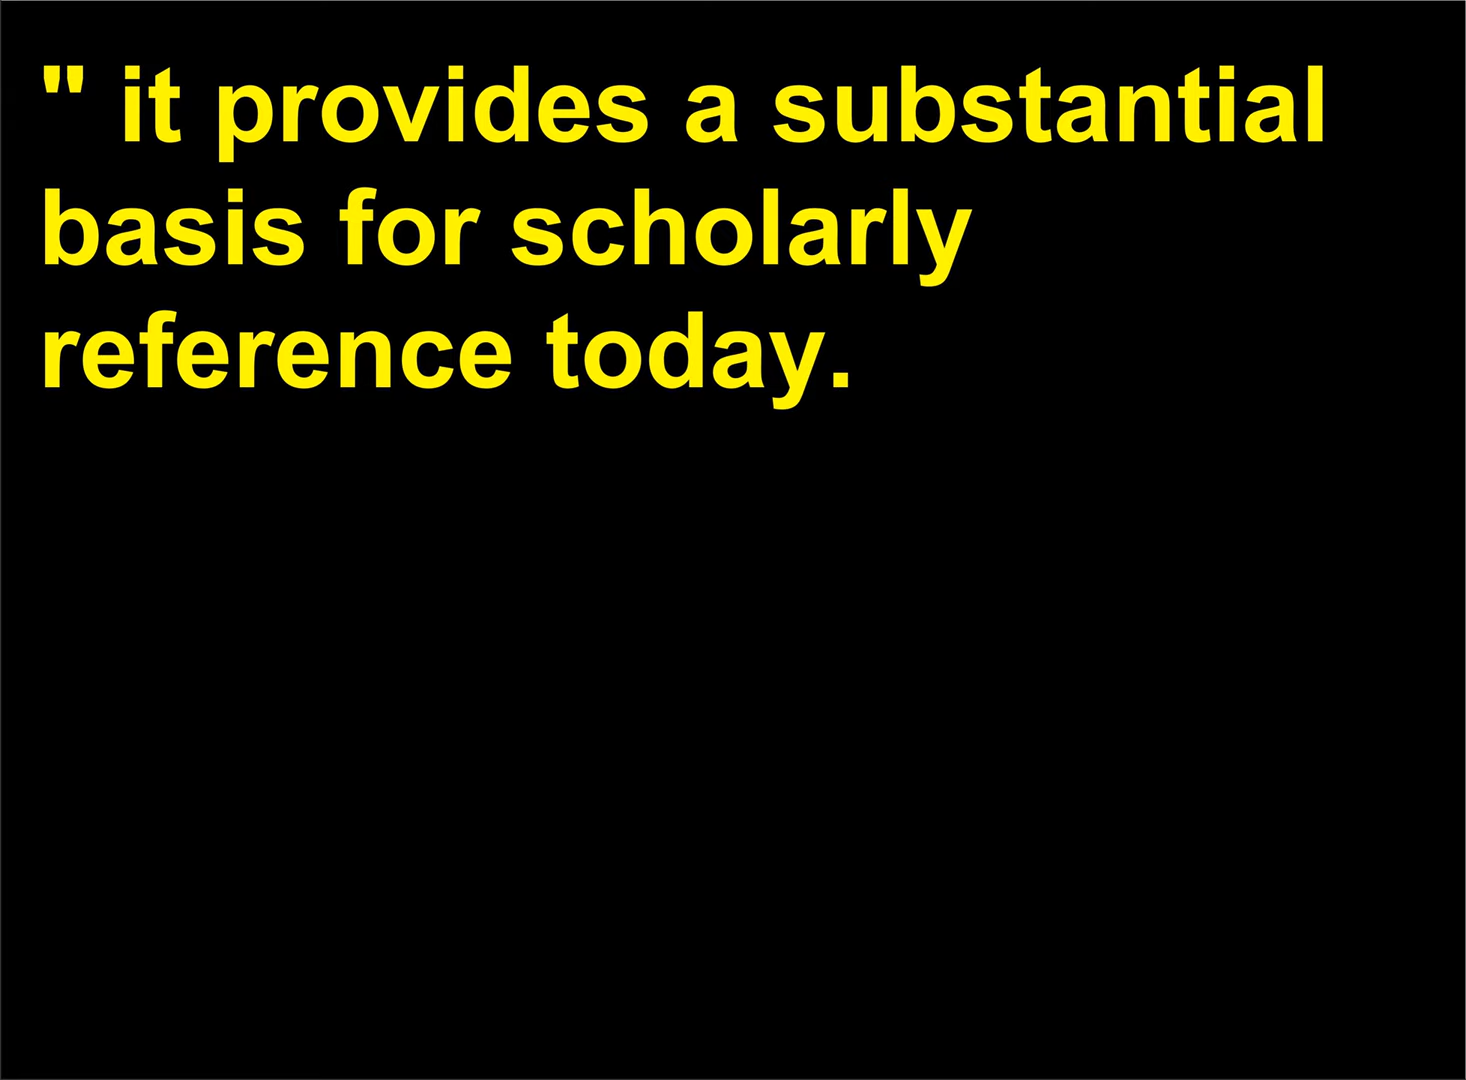 " it provides a substantial
basis for scholarly
reference today.